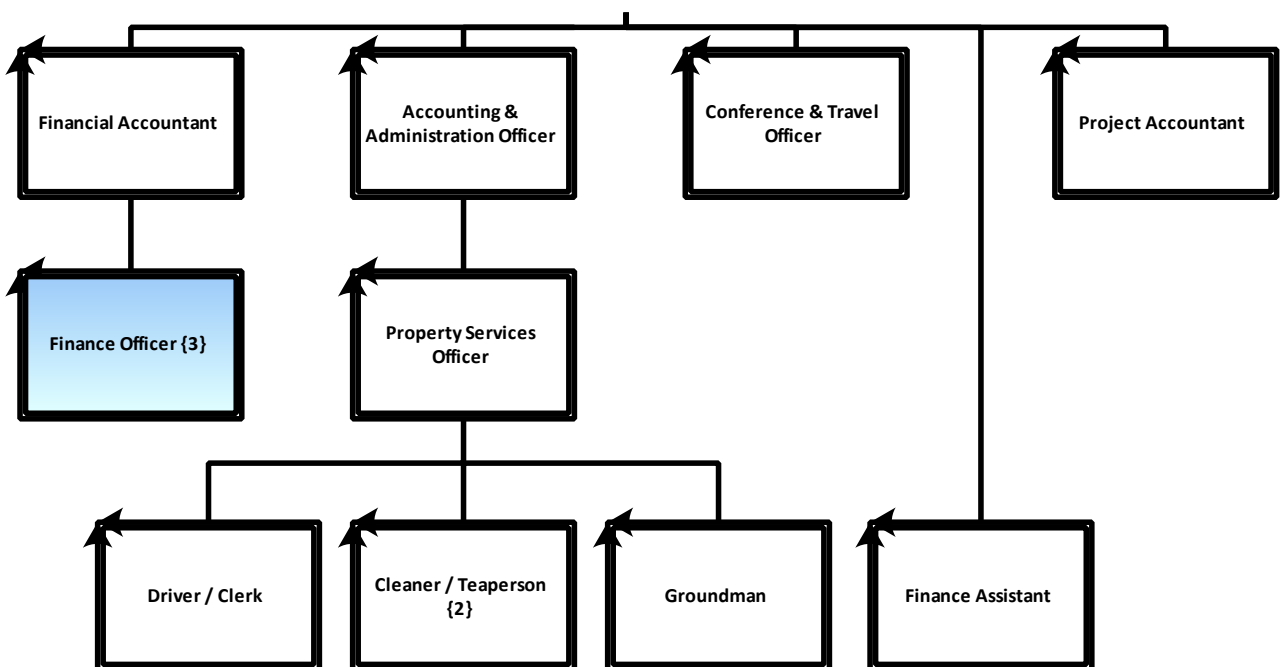 Financial Accountant
Accounting &
Administration Officer
Conference & Travel
Officer
Project Accountant
Finance Officer {3}
Property Services
Officer
Driver / Clerk
Cleaner / Teaperson
{2}
Groundman
Finance Assistant